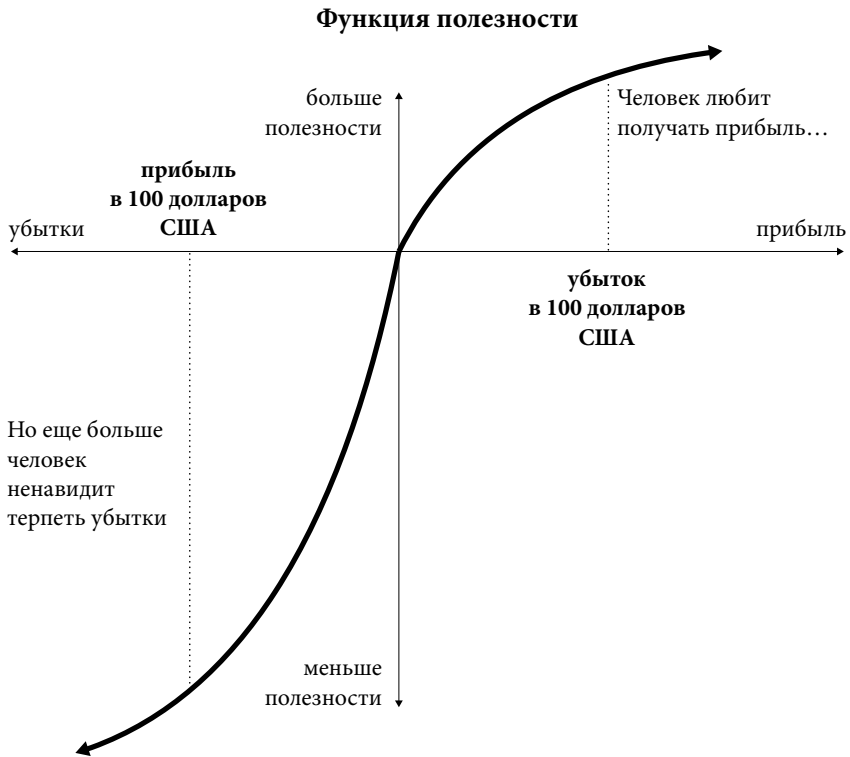 Функция полезности
больше
полезности
Человек любит
получать прибыль…
прибыль
в 100 долларов
США
убытки
прибыль
убыток
в 100 долларов
США
Но еще больше
человек
ненавидит
терпеть убытки
меньше
полезности